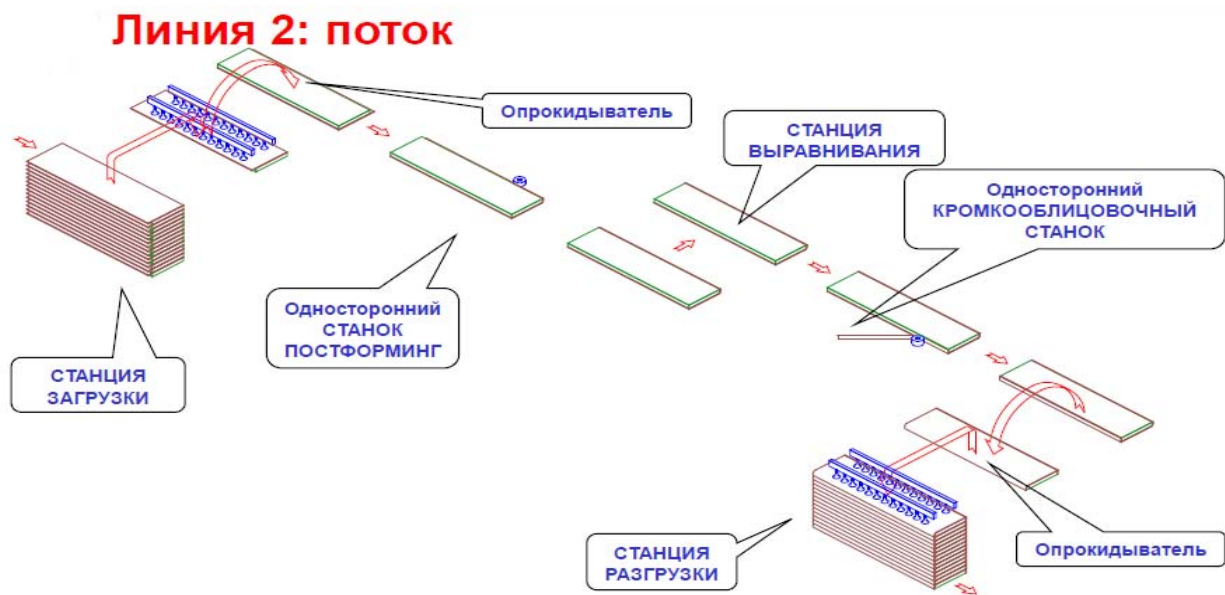 Линия 2: поток
Опрокидыватель
СТАНЦИЯ
ВЫРАВНИВАНИЯ
Односторонний
КРОМКООБЛИЦОВОЧНЫЙ
СТАНОК
Односторонний
СТАНОК
ПОСТФОРМИНГ
СТАНЦИЯ
ЗАГРУЗКИ
СТАНЦИЯ
РАЗГРУЗКИ
Опрокидыватель